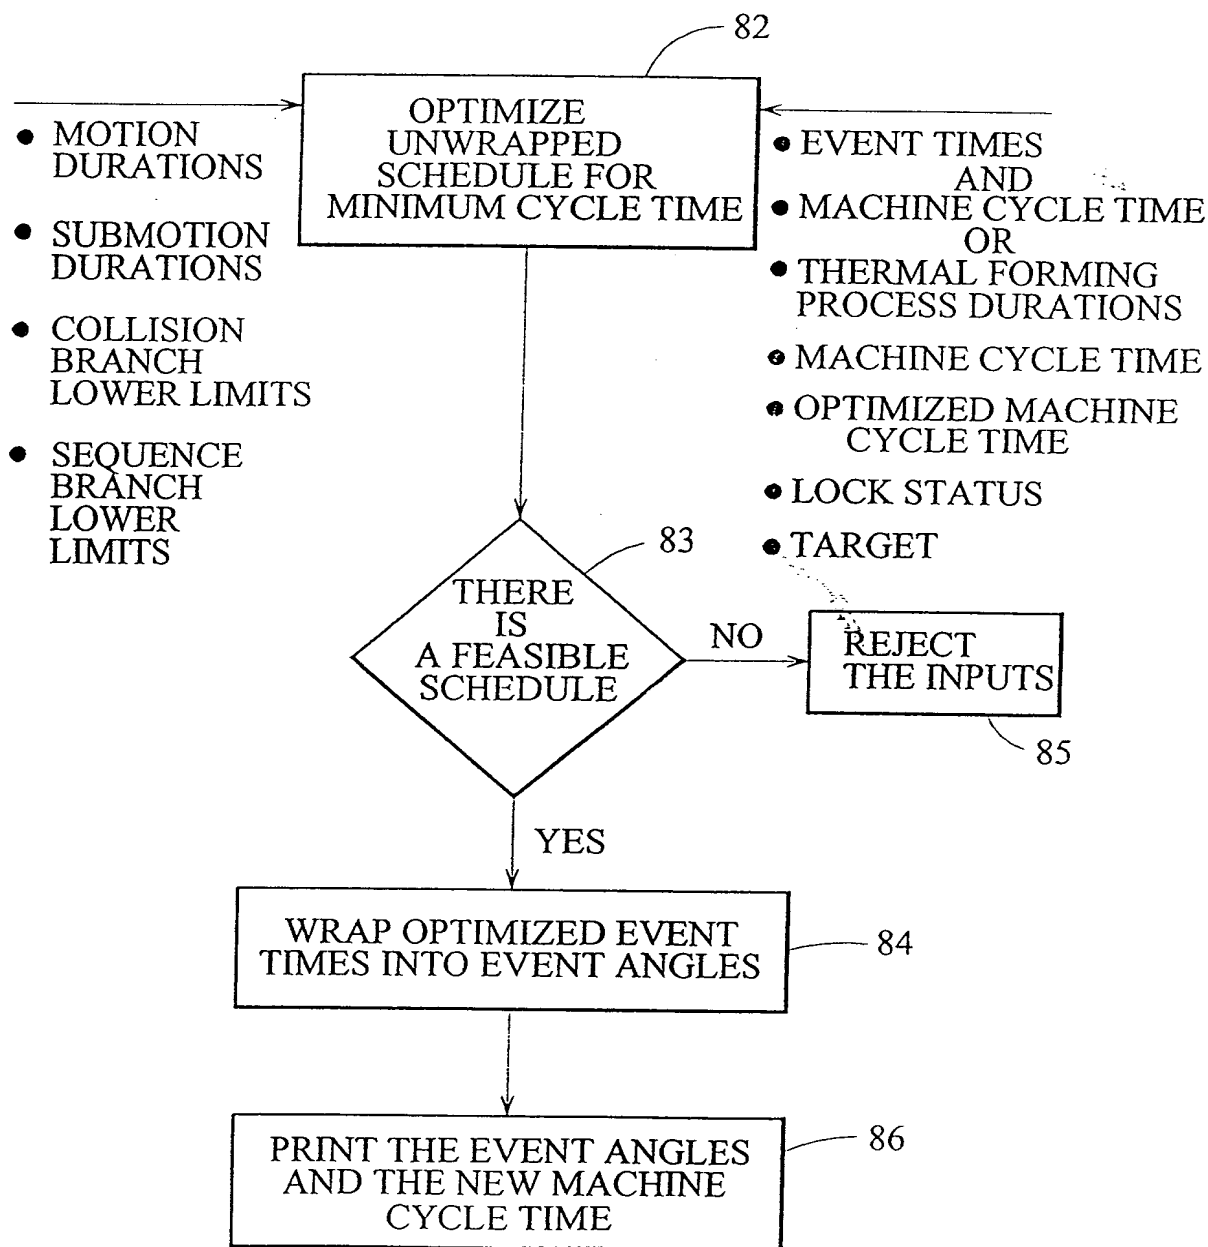 82
OPTIMIZE
UNWRAPPED
SCHEDULE FOR
MINIMUM CYCLE TIME
• MOTION
DURATIONS
• SUBMOTION
DURATIONS
• COLLISION
BRANCH
LOWER LIMITS
• SEQUENCE
BRANCH
LOWER
LIMITS
• EVENT TIMES
AND
• MACHINE CYCLE TIME
OR
• THERMAL FORMING
PROCESS DURATIONS
• MACHINE CYCLE TIME
• OPTIMIZED MACHINE
CYCLE TIME
• LOCK STATUS
• TARGET
83
THERE
IS
A FEASIBLE
SCHEDULE
NO
REJECT
THE INPUTS
85
YES
WRAP OPTIMIZED EVENT
TIMES INTO EVENT ANGLES
84
PRINT THE EVENT ANGLES
AND THE NEW MACHINE
CYCLE TIME
86